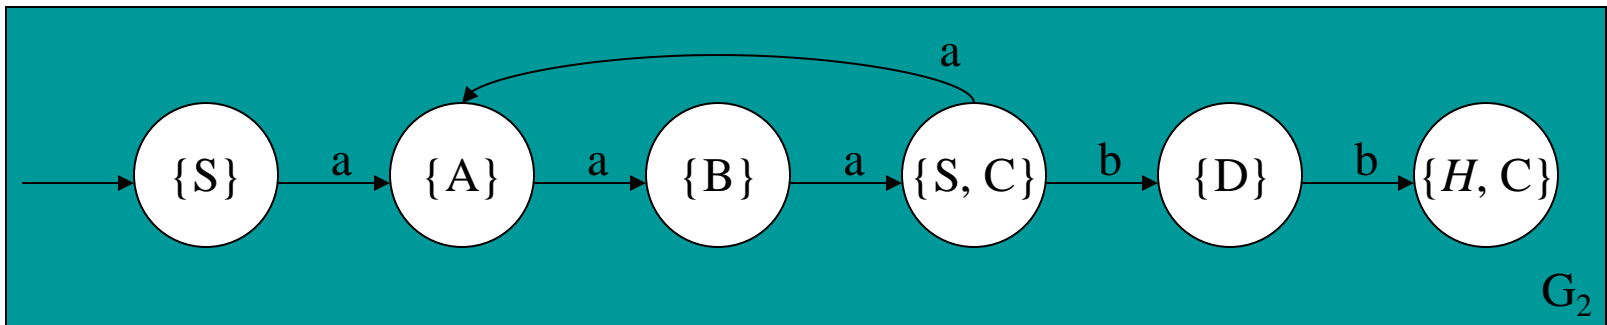 a
{S} a {A} a {B} a {S, C} b {D} b {H, C}
G₂